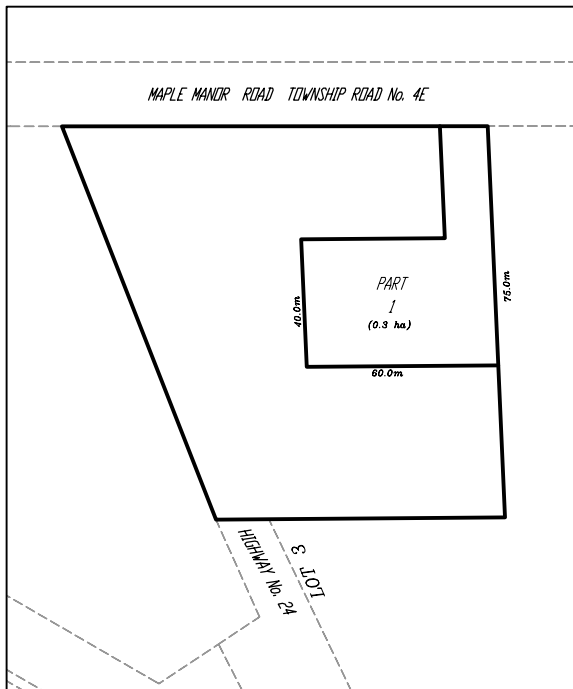 MAPLE MANOR ROAD TOWNSHIP ROAD No. 4E
PART
1
(0.3 ha)
40.0m
75.0m
60.0m
HIGHWAY No. 24
LOT 3